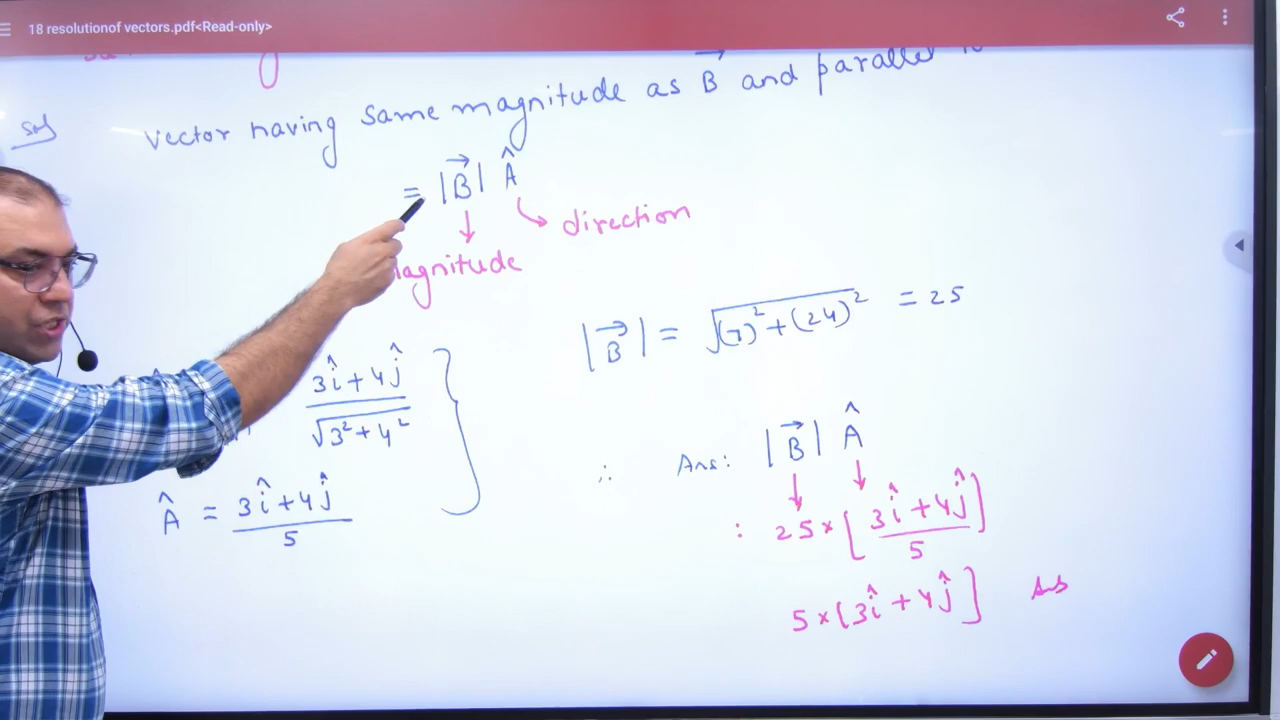 18 resolutionof vectors.pdf<Read-only>
Sol vector having same magnitude as B⃗ and parallel
= |B⃗| Â
direction
agnitude
|B⃗| = √(7)² + (24)² = 25
3î + 4ĵ
√3² + 4²
∴ Ans: |B⃗| Â
Â = 3î + 4ĵ / 5
: 25 × [3î + 4ĵ / 5]
5 × [3î + 4ĵ] Ans